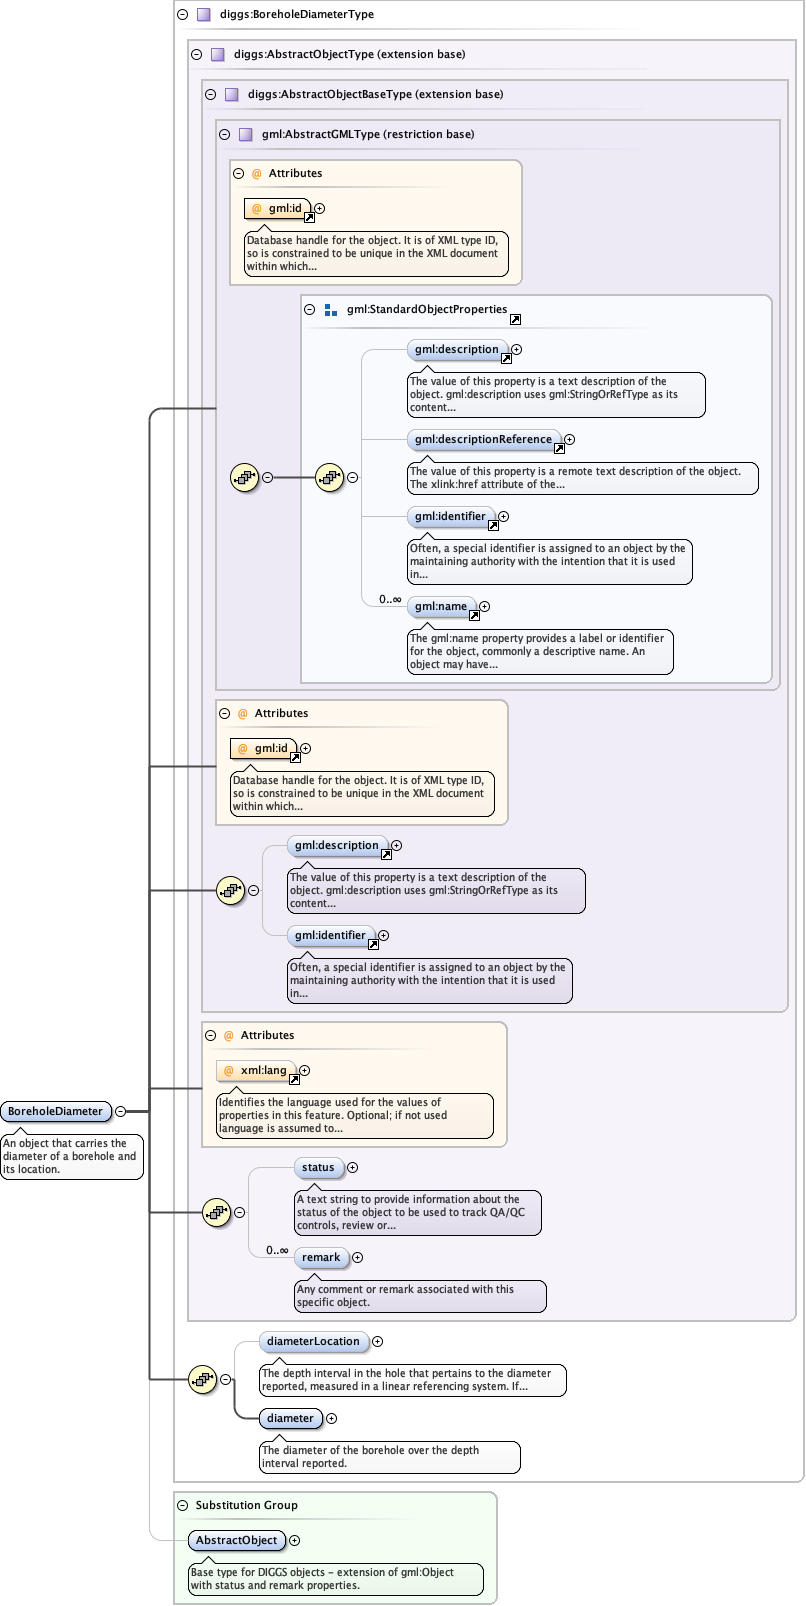 diggs:BoreholeDiameterType
diggs:AbstractObjectType (extension base)
diggs:AbstractObjectBaseType (extension base)
gml:AbstractGMLType (restriction base)
@ Attributes
@ gml:id
Database handle for the object. It is of XML type ID,
so is constrained to be unique in the XML document
within which...
gml:StandardObjectProperties
gml:description
The value of this property is a text description of the
object. gml:description uses gml:StringOrRefType as its
content...
gml:descriptionReference
The value of this property is a remote text description of the object.
The xlink:href attribute of the...
gml:identifier
Often, a special identifier is assigned to an object by the
maintaining authority with the intention that it is used
in...
0..∞
gml:name
The gml:name property provides a label or identifier
for the object, commonly a descriptive name. An
object may have...
@ Attributes
@ gml:id
Database handle for the object. It is of XML type ID,
so is constrained to be unique in the XML document
within which...
gml:description
The value of this property is a text description of the
object. gml:description uses gml:StringOrRefType as its
content...
gml:identifier
Often, a special identifier is assigned to an object by the
maintaining authority with the intention that it is used
in...
@ Attributes
@ xml:lang
Identifies the language used for the values of
properties in this feature. Optional; if not used
language is assumed to...
BoreholeDiameter
An object that carries the
diameter of a borehole and
its location.
status
A text string to provide information about the
status of the object to be used to track QA/QC
controls, review or...
0..∞
remark
Any comment or remark associated with this
specific object.
diameterLocation
The depth interval in the hole that pertains to the diameter
reported, measured in a linear referencing system. If...
diameter
The diameter of the borehole over the depth
interval reported.
Substitution Group
AbstractObject
Base type for DIGGS objects - extension of gml:Object
with status and remark properties.